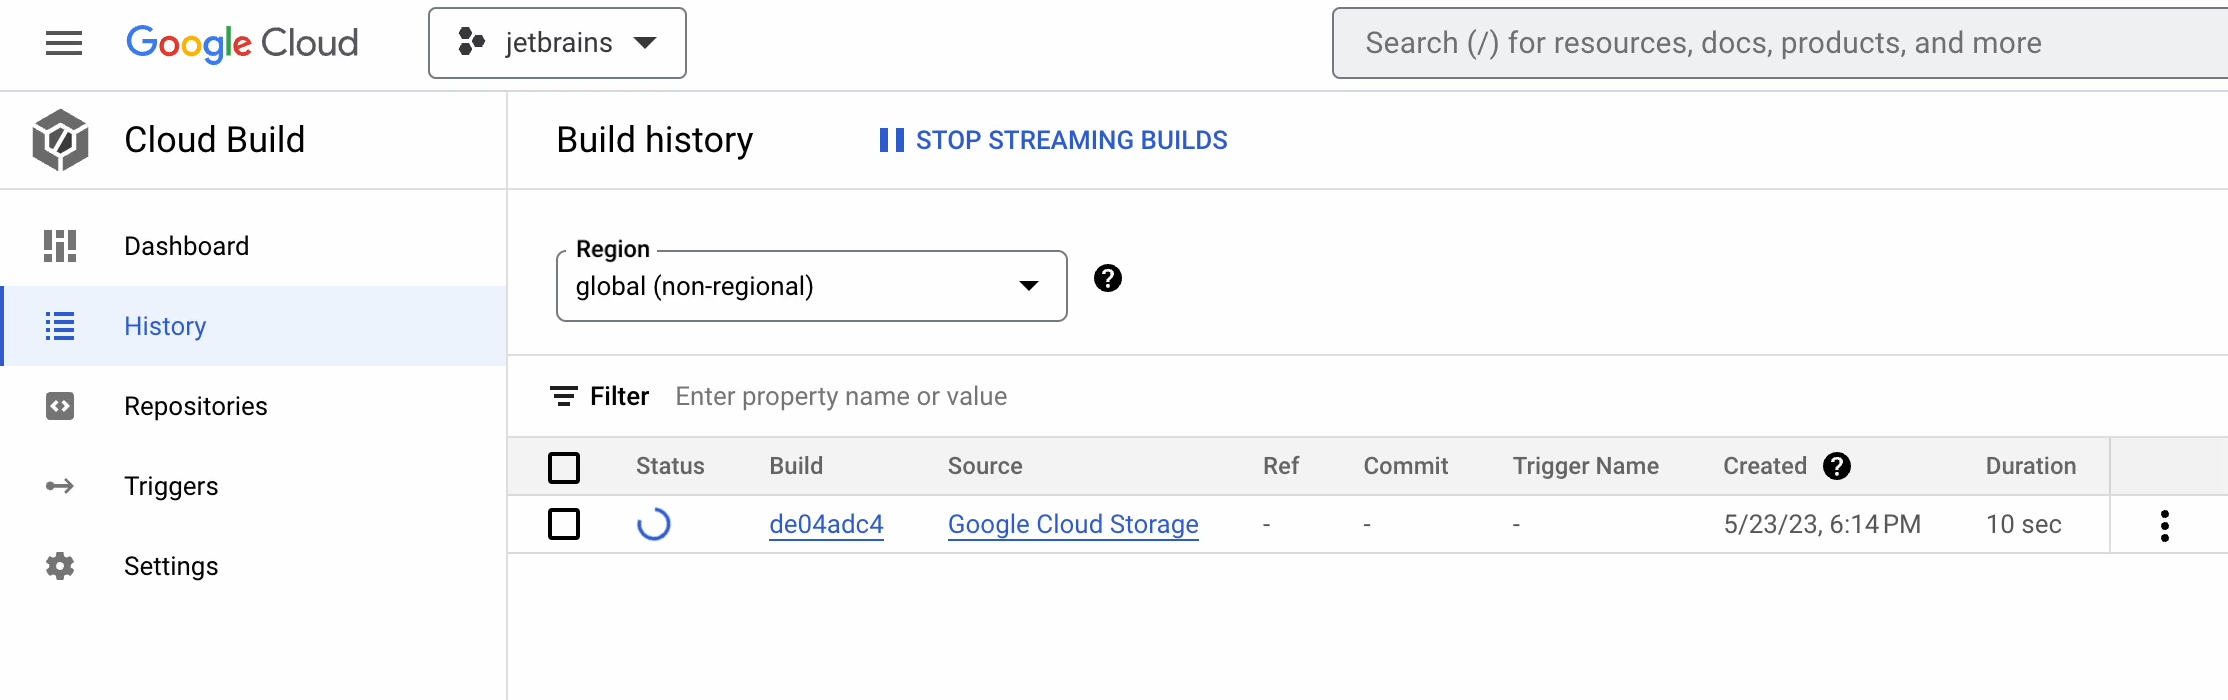 Google Cloud
jetbrains
Search (/) for resources, docs, products, and more
Cloud Build
Build history
STOP STREAMING BUILDS
Dashboard
History
Repositories
Triggers
Settings
Region
global (non-regional)
?
Filter Enter property name or value
Status Build Source Ref Commit Trigger Name Created ? Duration
de04adc4 Google Cloud Storage - - - 5/23/23, 6:14 PM 10 sec